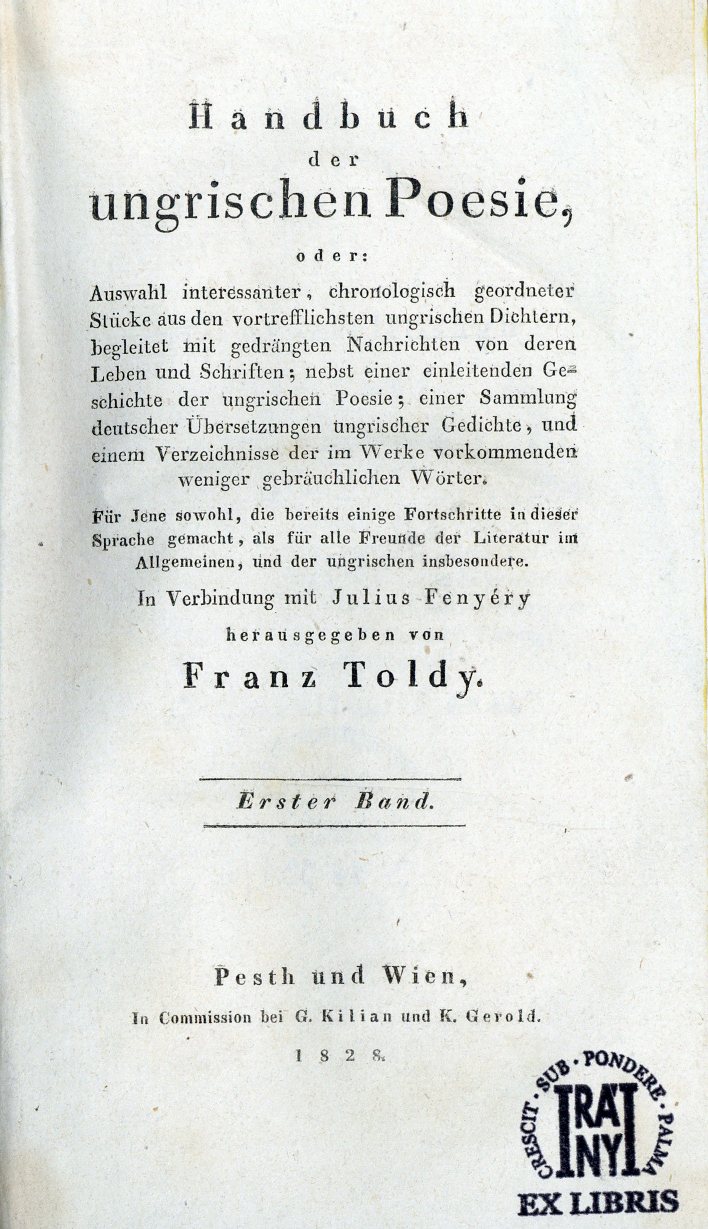 Handbuch
der
ungrischen Poesie,
oder:
Auswahl interessanter, chronologisch geordneter
Stücke aus den vortrefflichsten ungrischen Dichtern,
begleitet mit gedrängten Nachrichten von deren
Leben und Schriften; nebst einer einleitenden Ge-
schichte der ungrischen Poesie; einer Sammlung
deutscher Übersetzungen ungrischer Gedichte, und
einem Verzeichnisse der im Werke vorkommenden
weniger gebräuchlichen Wörter.
Für Jene sowohl, die bereits einige Fortschritte in dieser
Sprache gemacht, als für alle Freunde der Literatur im
Allgemeinen, und der ungrischen insbesondere.
In Verbindung mit Julius Fenyéry
herausgegeben von
Franz Toldy.
Erster Band.
Pesth und Wien,
In Commission bei G. Kilian und K. Gerold.
1828.
CRESCIT · SUB · PONDERE · PALMA
IRÁNYI
EX LIBRIS